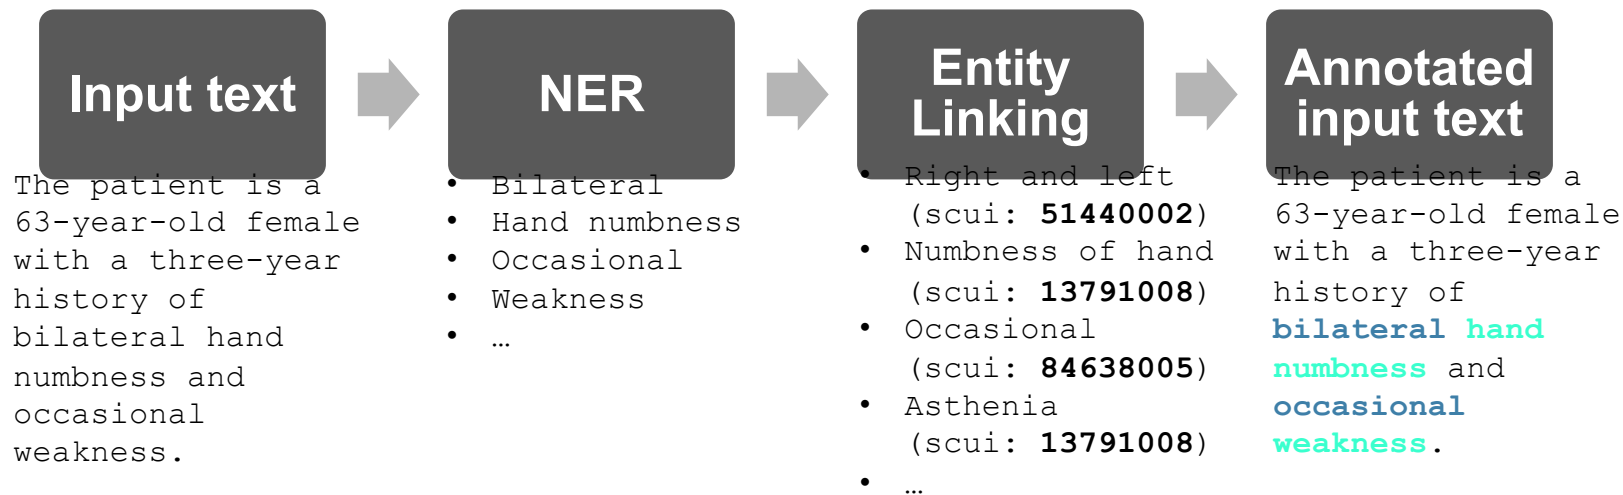 Input text
The patient is a
63-year-old female
with a three-year
history of
bilateral hand
numbness and
occasional
weakness.
NER
• Bilateral
• Hand numbness
• Occasional
• Weakness
• …
Entity
Linking
• Right and left
(scui: 51440002)
• Numbness of hand
(scui: 13791008)
• Occasional
(scui: 84638005)
• Asthenia
(scui: 13791008)
• …
Annotated
input text
The patient is a
63-year-old female
with a three-year
history of
bilateral hand
numbness and
occasional
weakness.